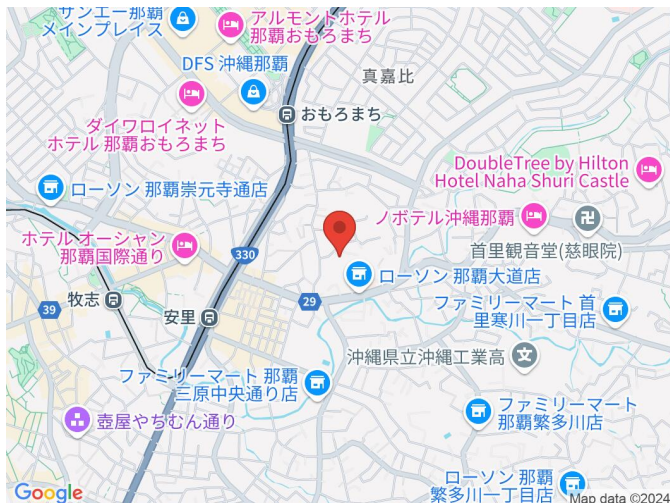 サンエー那覇
メインプレイス
アルモントホテル
那覇おもろまち
DFS 沖縄那覇
真嘉比
おもろまち
ダイワロイネット
ホテル 那覇おもろまち
DoubleTree by Hilton
Hotel Naha Shuri Castle
ローソン 那覇崇元寺通店
ノボテル沖縄那覇
首里観音堂(慈眼院)
ホテル オーシャン
那覇国際通り
330
ローソン 那覇大道店
牧志
39
安里
29
ファミリーマート 首
里寒川一丁目店
沖縄県立沖縄工業高
ファミリーマート 那覇
三原中央通り店
壺屋やちむん通り
ファミリーマート
那覇繁多川店
ローソン 那覇
繁多川1丁目店
Google
Map data ©2024